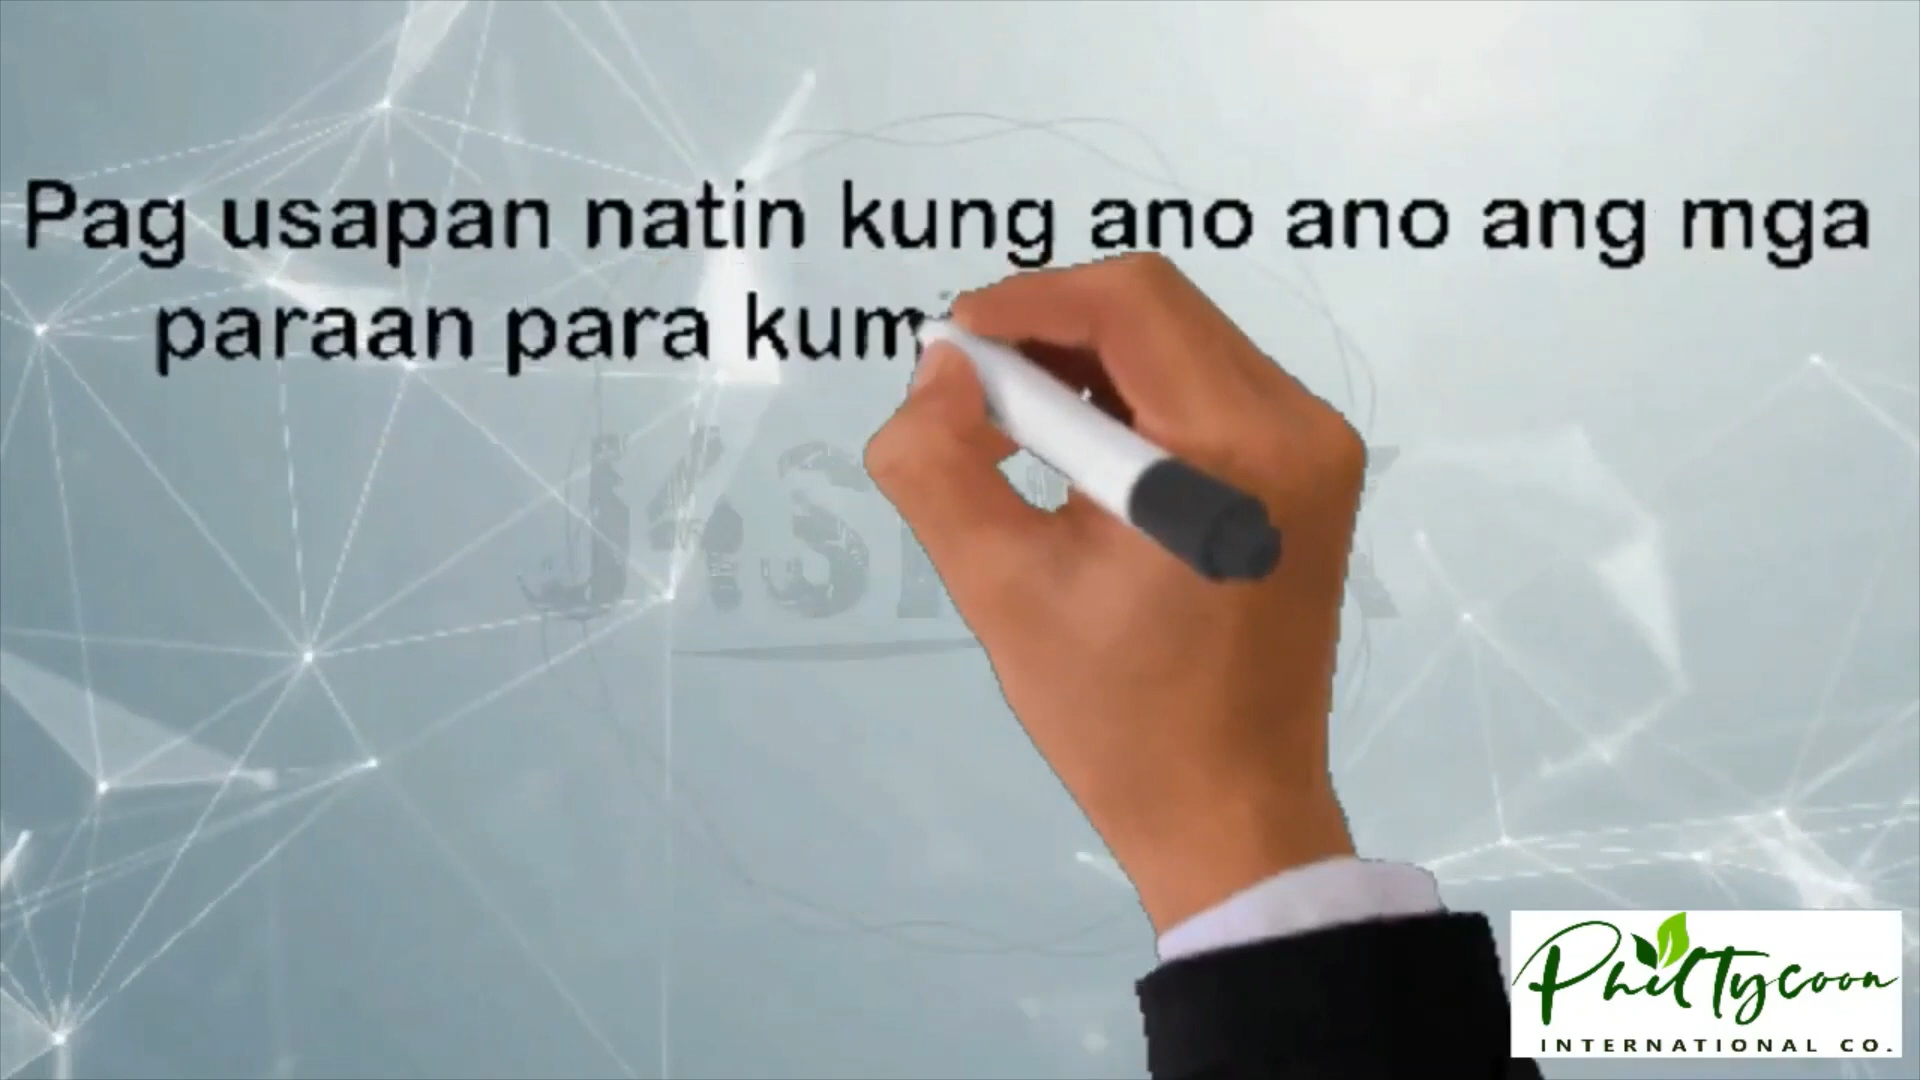 Pag usapan natin kung ano ano ang mga
paraan para kum
PhilTycoon
INTERNATIONAL CO.